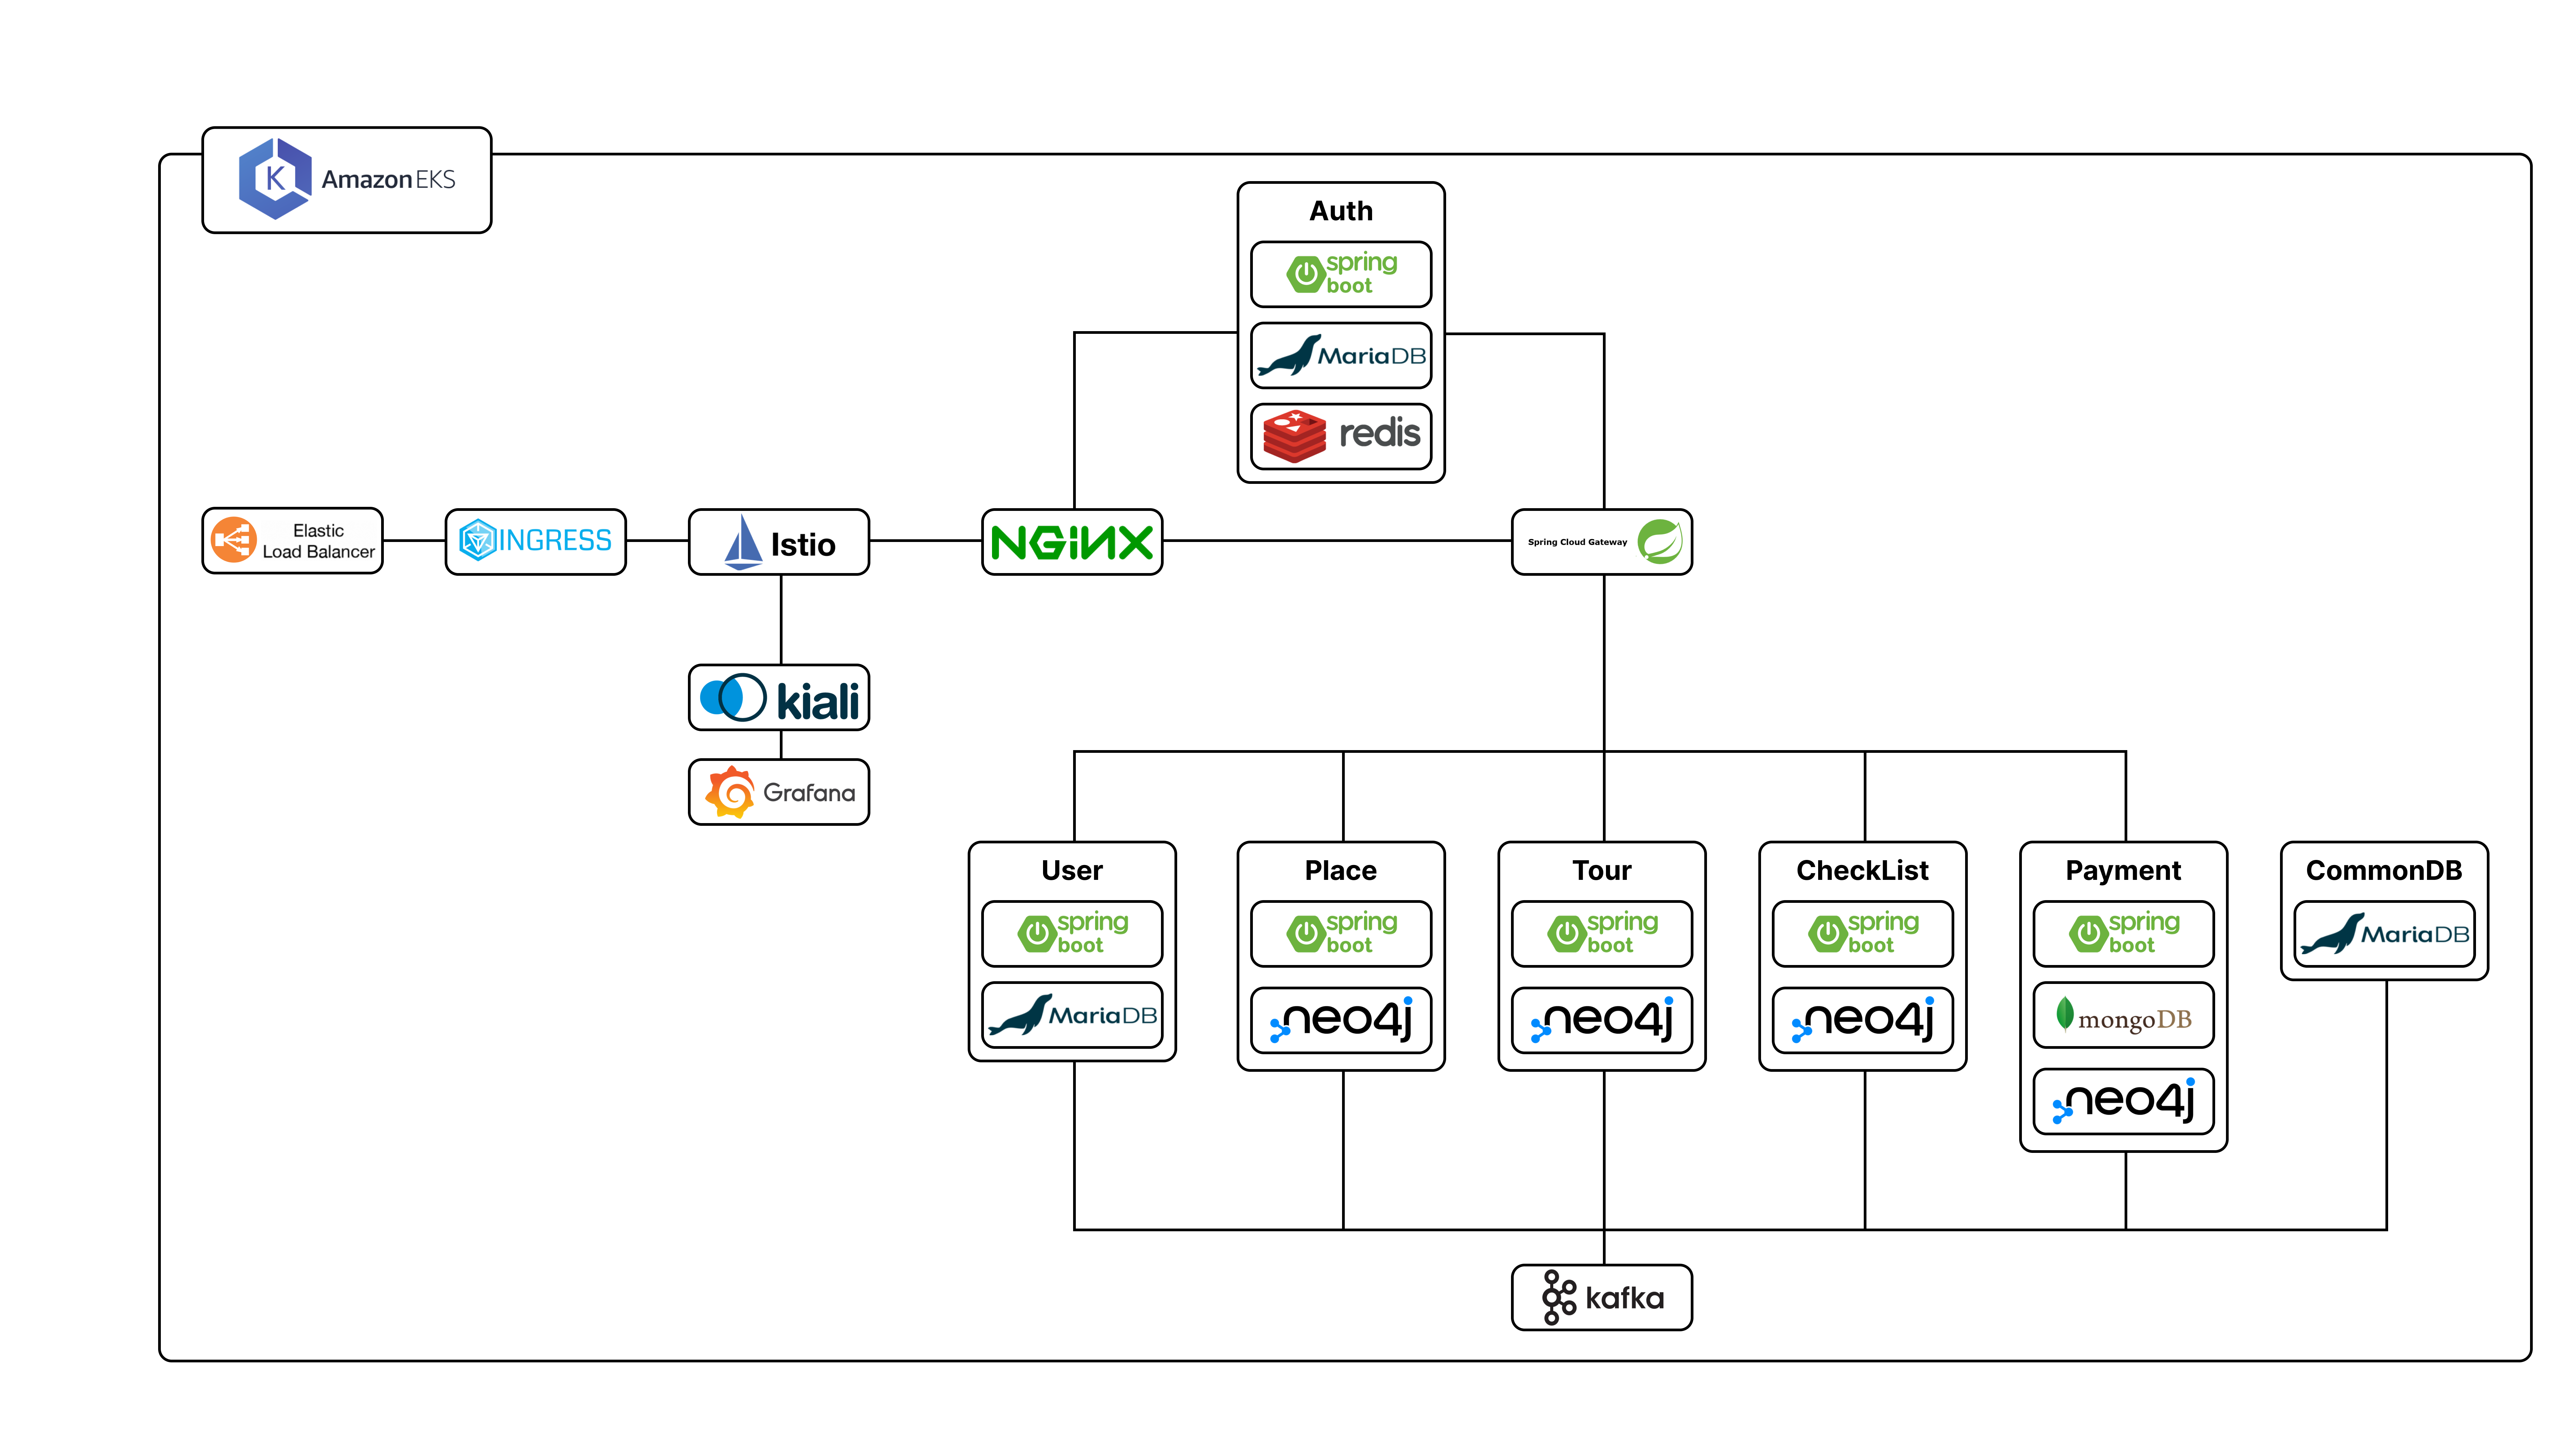 K
Amazon EKS
Auth
spring
boot
MariaDB
redis
Elastic
Load Balancer
INGRESS
Istio
NGINX
Spring Cloud Gateway
kiali
Grafana
User
spring
boot
MariaDB
Place
spring
boot
neo4j
Tour
spring
boot
neo4j
CheckList
spring
boot
neo4j
Payment
spring
boot
mongoDB
neo4j
CommonDB
MariaDB
kafka